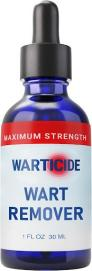 MAXIMUM STRENGTH
WARTICIDE
WART
REMOVER
1 FL OZ 30 ML